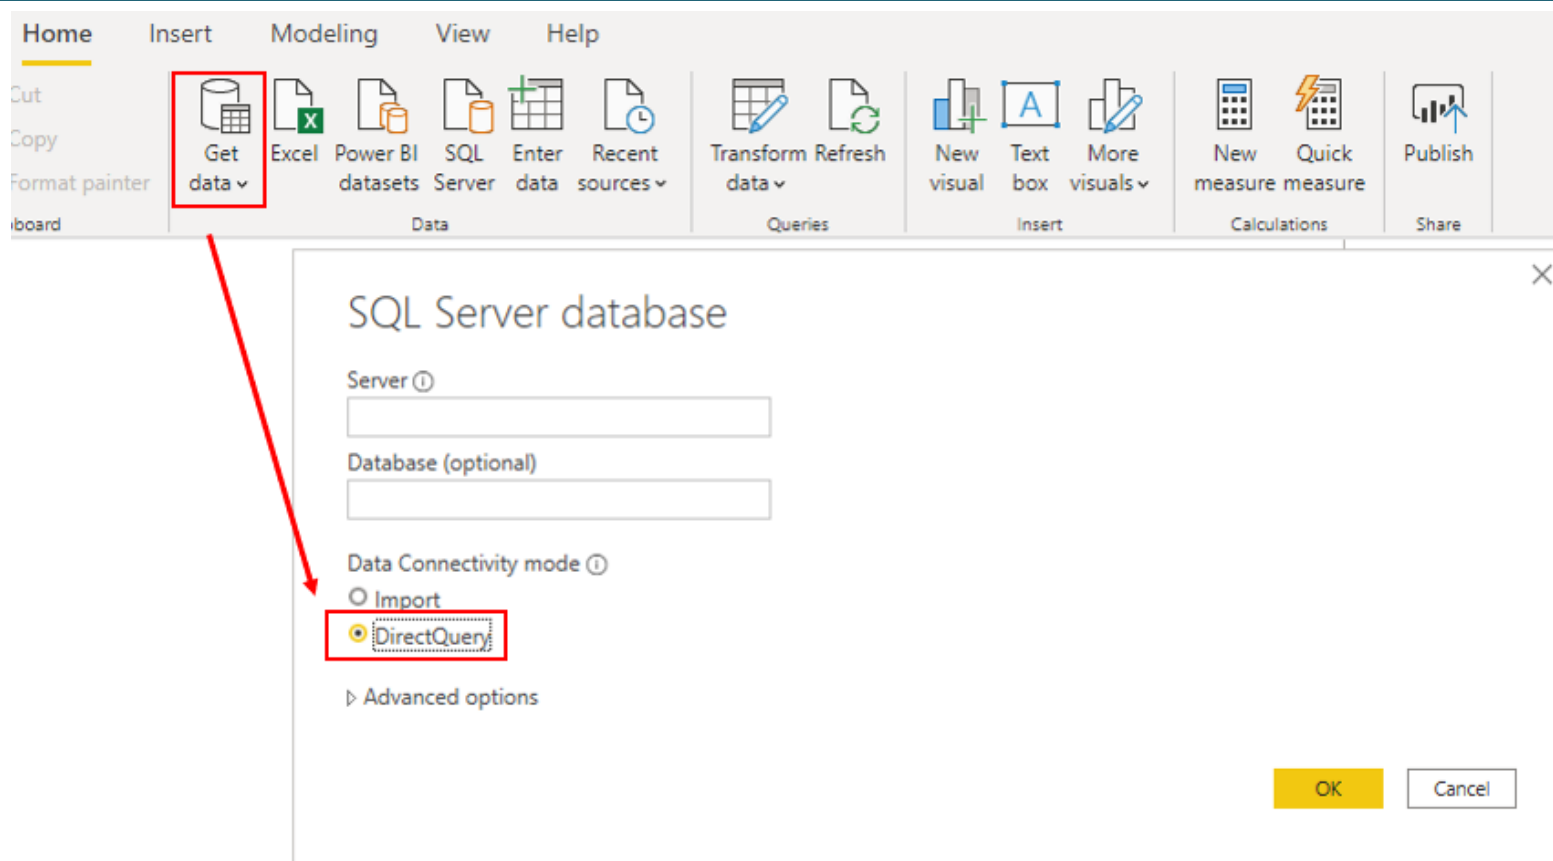 Home Insert Modeling View Help
Cut
Copy
Format painter
board
Get data
Excel
Power BI datasets
SQL Server
Enter data
Recent sources
Data
Transform data
Refresh
Queries
New visual
A
Text box
More visuals
Insert
New measure
Quick measure
Calculations
Publish
Share
SQL Server database
Server
Database (optional)
Data Connectivity mode
Import
DirectQuery
Advanced options
OK Cancel